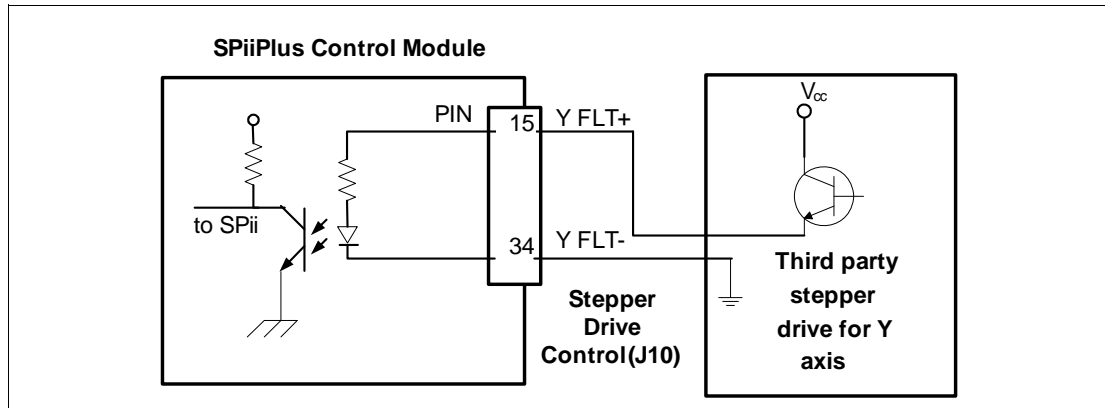 SPiiPlus Control Module
PIN
15
Y FLT+
Vcc
to SPii
34
Y FLT-
Stepper
Drive
Control(J10)
Third party
stepper
drive for Y
axis